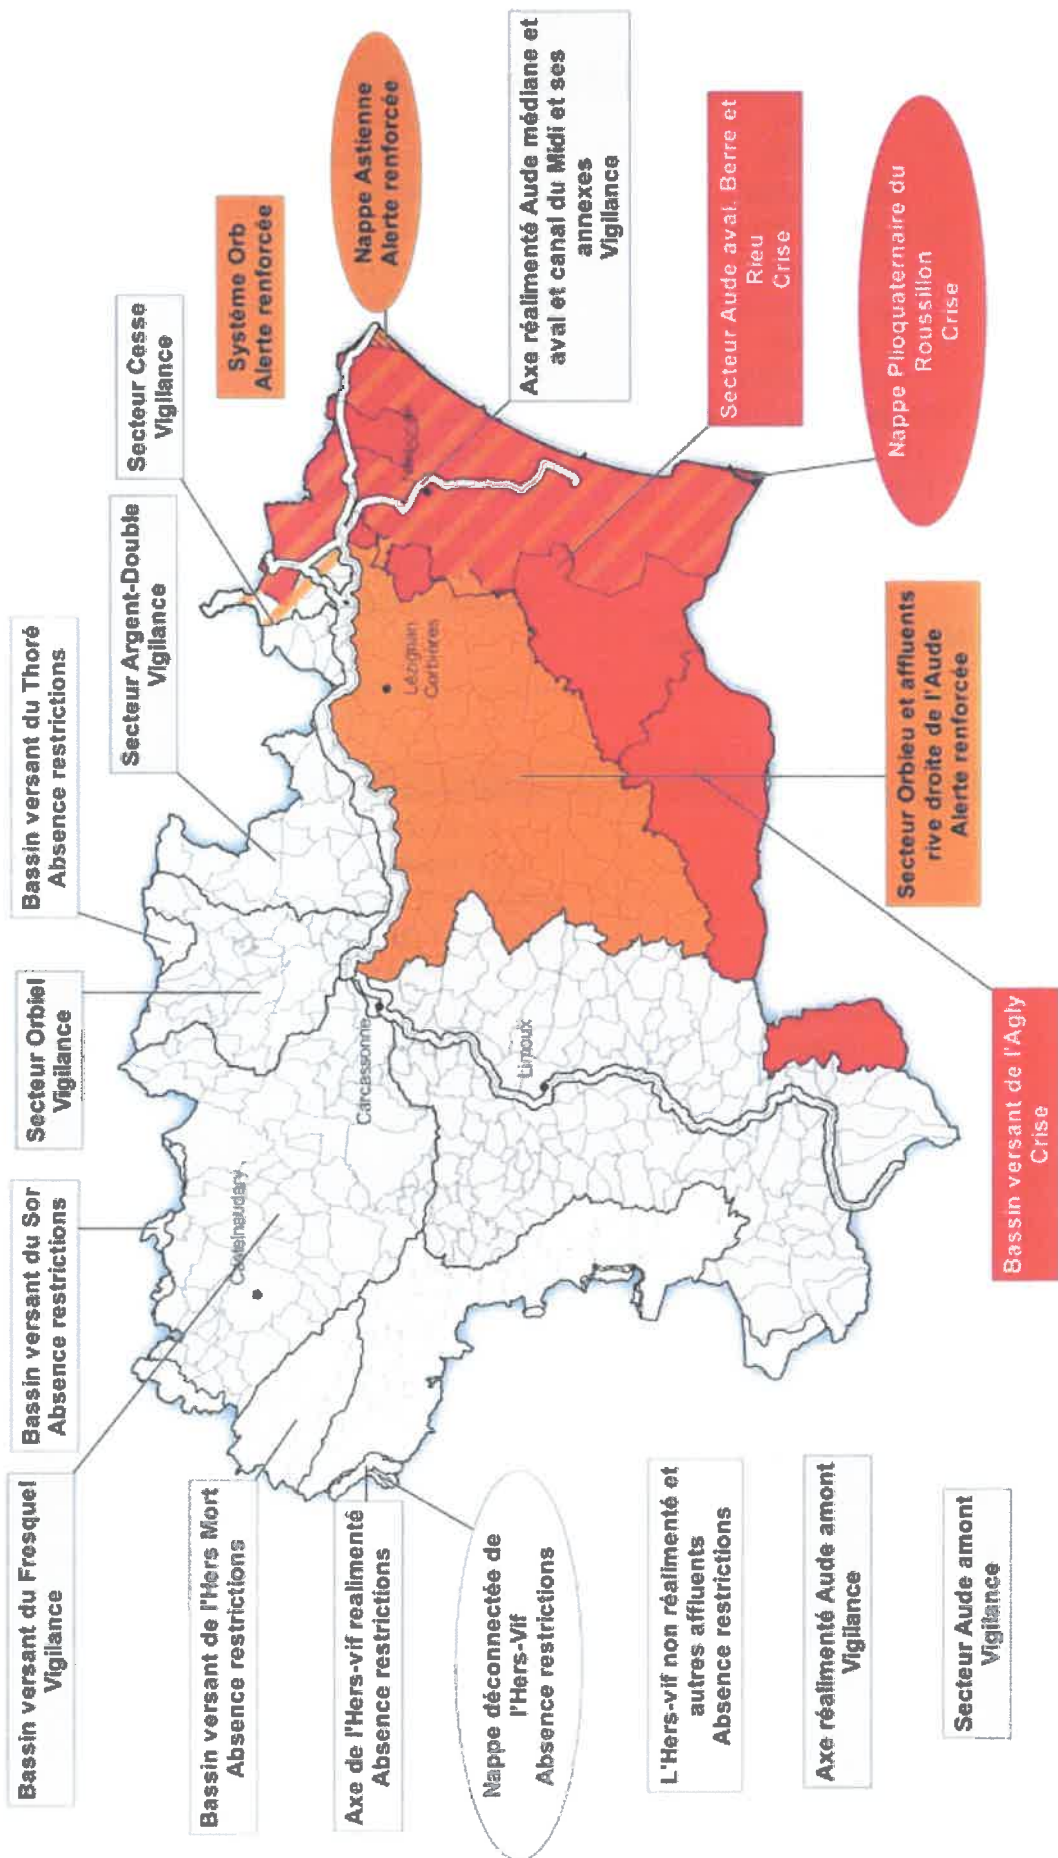 Bassin versant du Fresquel
Vigilance
Bassin versant du Sor
Absence restrictions
Secteur Orbiel
Vigilance
Bassin versant du Thoré
Absence restrictions
Secteur Argent-Double
Vigilance
Secteur Cesse
Vigilance
Système Orb
Alerte renforcée
Nappe Astienne
Alerte renforcée
Axe réalimenté Aude médiane et
aval et canal du Midi et ses
annexes
Vigilance
Secteur Aude aval, Berre et
Rieu
Crise
Nappe Plioquaternaire du
Roussillon
Crise
Secteur Orbieu et affluents
rive droite de l'Aude
Alerte renforcée
Bassin versant de l'Agly
Crise
Bassin versant de l'Hers Mort
Absence restrictions
Axe de l'Hers-vif realimenté
Absence restrictions
Nappe déconnectée de
l'Hers-Vif
Absence restrictions
L'Hers-vif non réalimenté et
autres affluents
Absence restrictions
Axe réalimenté Aude amont
Vigilance
Secteur Aude amont
Vigilance
Castelnaudary
Carcassonne
Limoux
Lézignan
Corbières